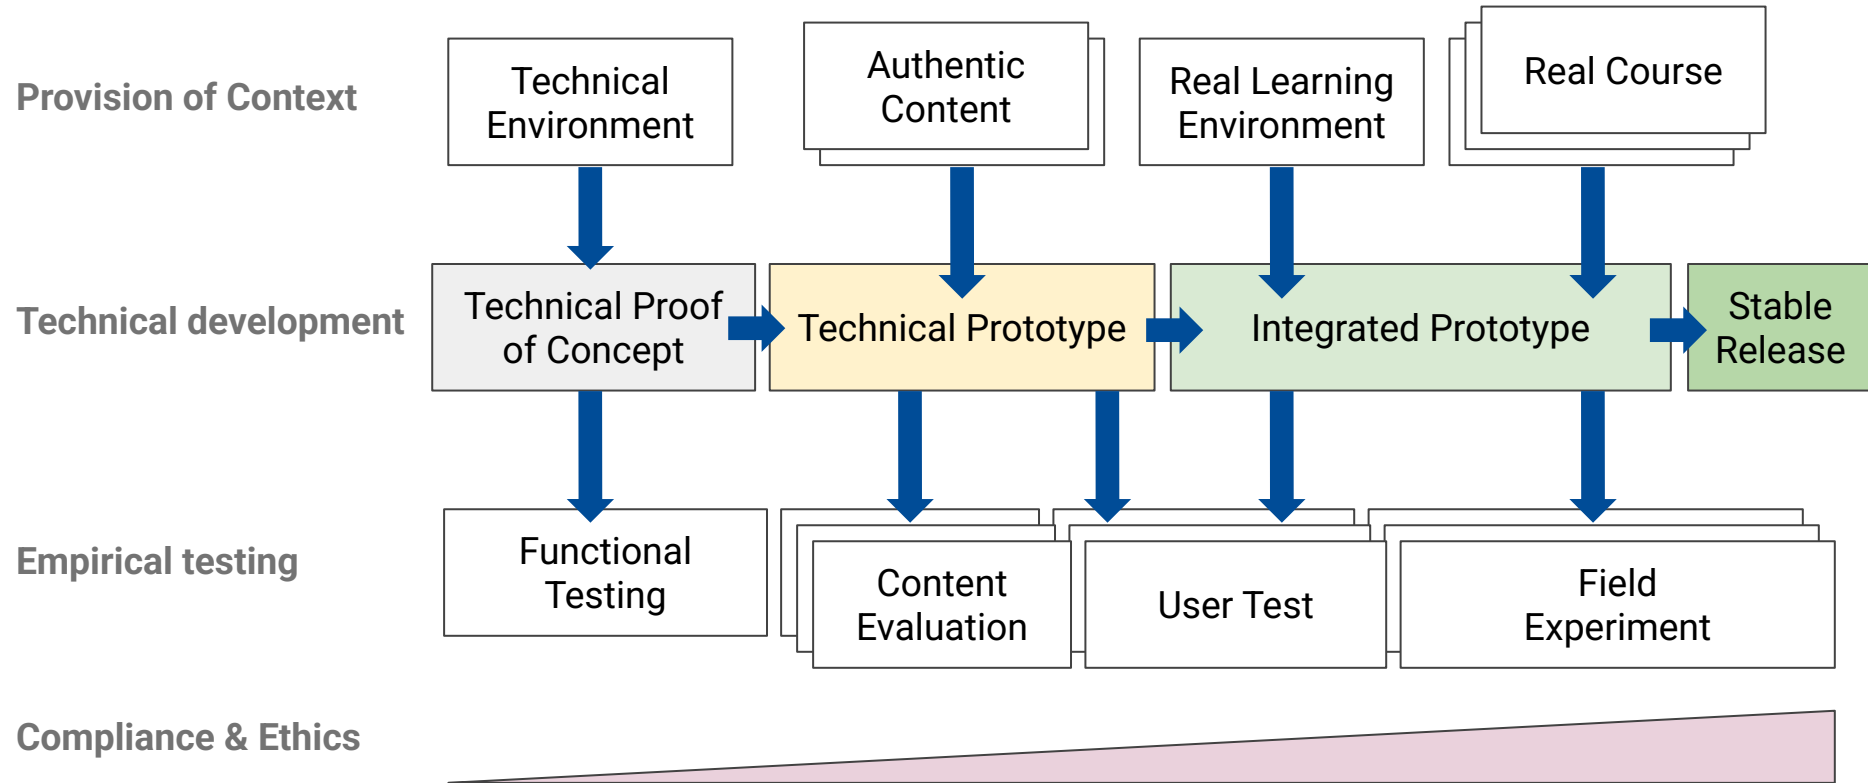 Provision of Context
Technical
Environment
Authentic
Content
Real Learning
Environment
Real Course
Technical development
Technical Proof
of Concept
Technical Prototype
Integrated Prototype
Stable
Release
Empirical testing
Functional
Testing
Content
Evaluation
User Test
Field
Experiment
Compliance & Ethics